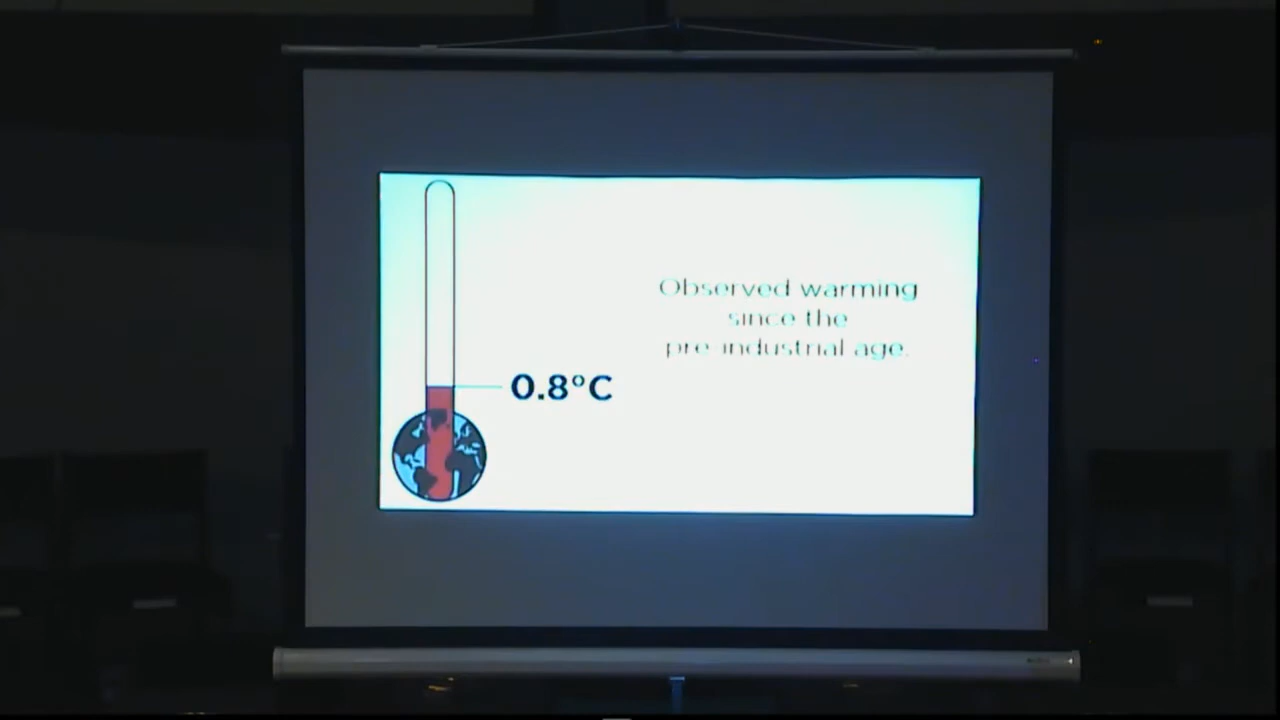 Observed warming
since the
pre-industrial age.
0.8°C